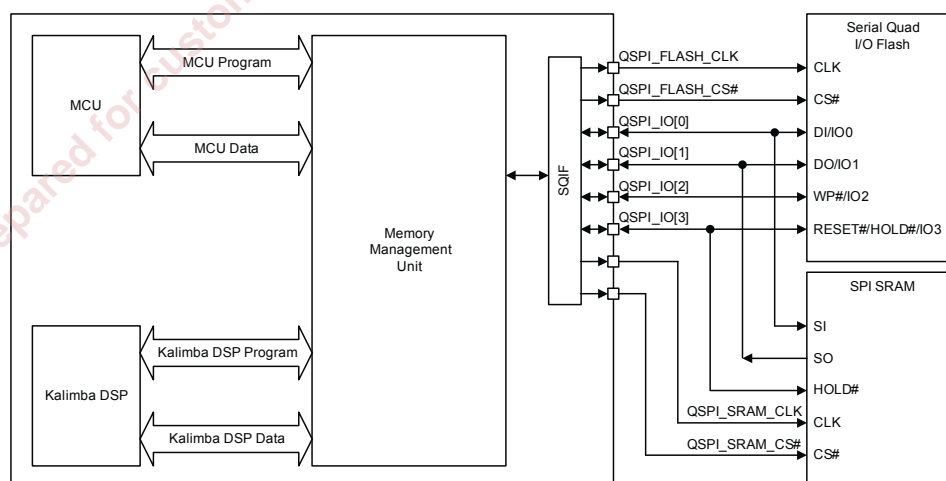 MCU
MCU Program
MCU Data
Memory
Management
Unit
Kalimba DSP
Kalimba DSP Program
Kalimba DSP Data
SQIF
QSPI_FLASH_CLK
QSPI_FLASH_CS#
QSPI_IO[0]
QSPI_IO[1]
QSPI_IO[2]
QSPI_IO[3]
QSPI_SRAM_CLK
QSPI_SRAM_CS#
Serial Quad
I/O Flash
CLK
CS#
DI/IO0
DO/IO1
WP#/IO2
RESET#/HOLD#/IO3
SPI SRAM
SI
SO
HOLD#
CLK
CS#